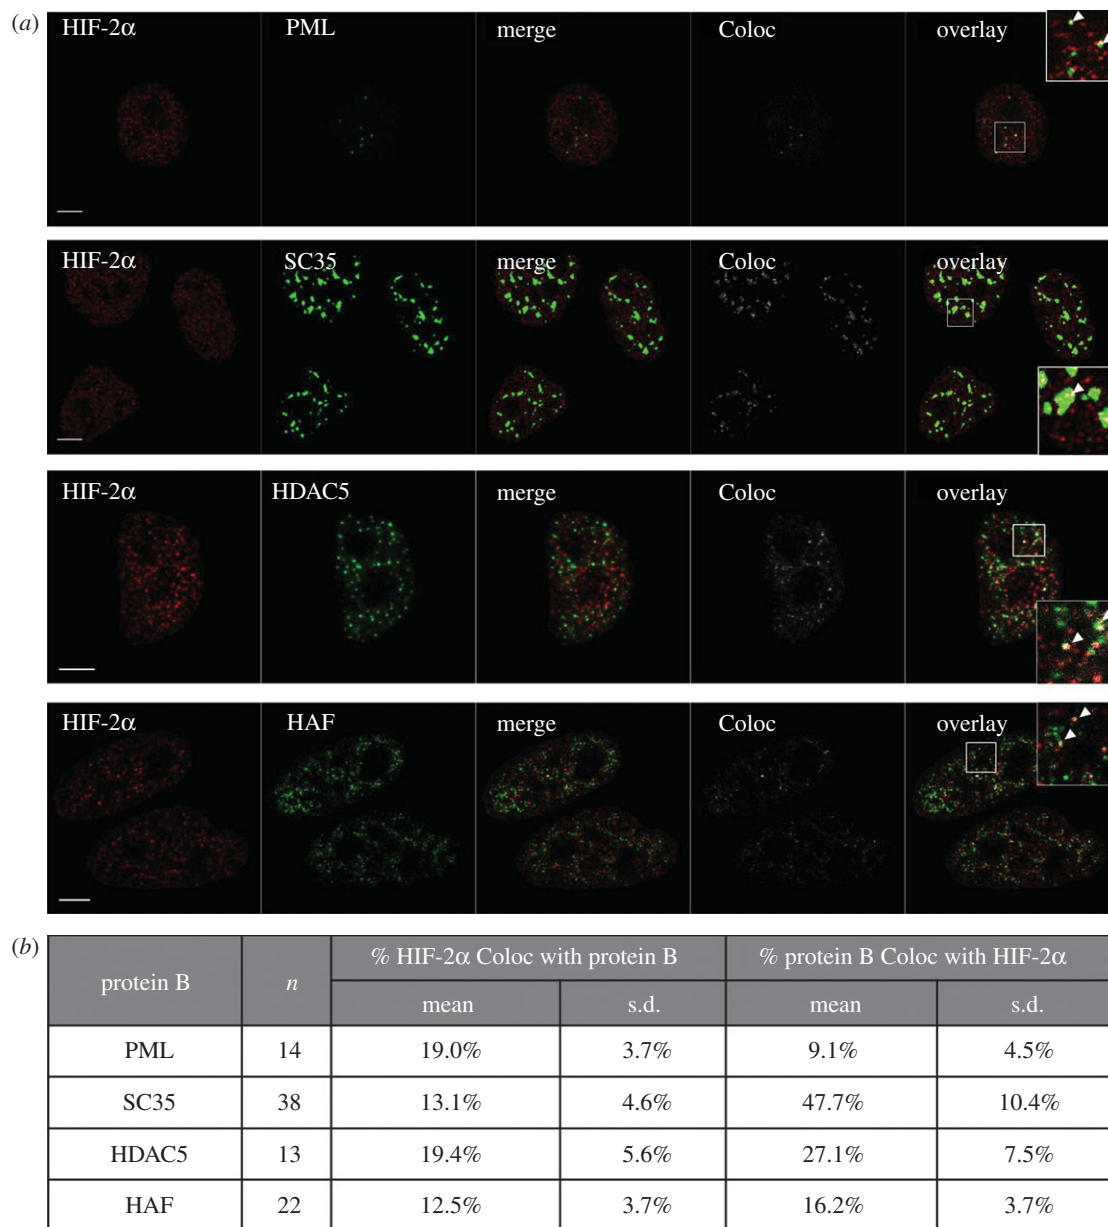 (a)
HIF-2α PML merge Coloc overlay
HIF-2α SC35 merge Coloc overlay
HIF-2α HDAC5 merge Coloc overlay
HIF-2α HAF merge Coloc overlay
(b)
protein B n % HIF-2α Coloc with protein B % protein B Coloc with HIF-2α
mean s.d. mean s.d.
PML 14 19.0% 3.7% 9.1% 4.5%
SC35 38 13.1% 4.6% 47.7% 10.4%
HDAC5 13 19.4% 5.6% 27.1% 7.5%
HAF 22 12.5% 3.7% 16.2% 3.7%